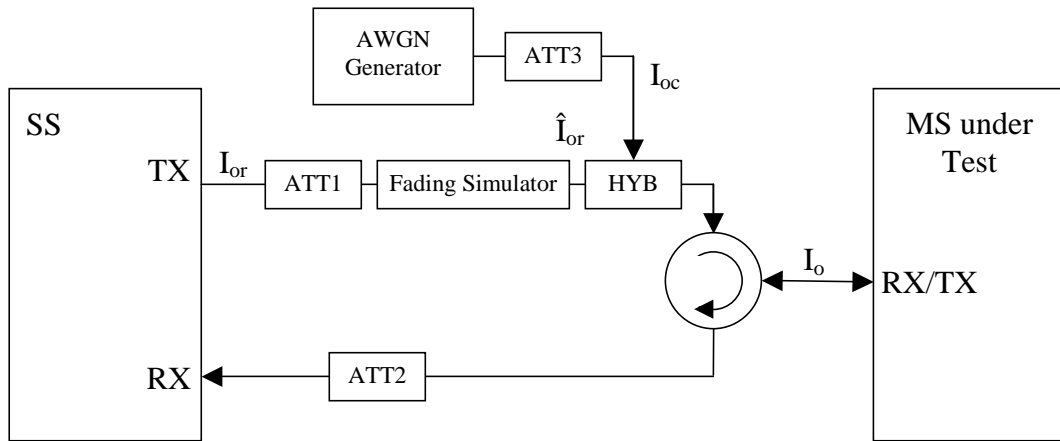 AWGN
Generator
ATT3
I_oc
SS
MS under
Test
Î_or
TX
I_or
ATT1
Fading Simulator
HYB
I_o
RX/TX
RX
ATT2